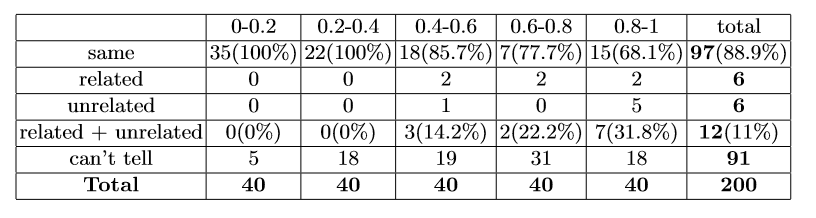 0-0.2 0.2-0.4 0.4-0.6 0.6-0.8 0.8-1 total
same 35(100%) 22(100%) 18(85.7%) 7(77.7%) 15(68.1%) 97(88.9%)
related 0 0 2 2 2 6
unrelated 0 0 1 0 5 6
related + unrelated 0(0%) 0(0%) 3(14.2%) 2(22.2%) 7(31.8%) 12(11%)
can't tell 5 18 19 31 18 91
Total 40 40 40 40 40 200